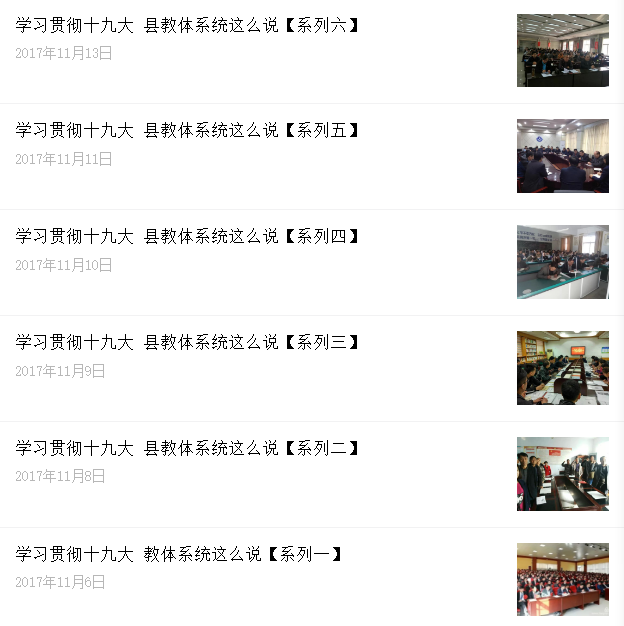 学习贯彻十九大 县教体系统这么说【系列六】
2017年11月13日
学习贯彻十九大 县教体系统这么说【系列五】
2017年11月11日
学习贯彻十九大 县教体系统这么说【系列四】
2017年11月10日
学习贯彻十九大 县教体系统这么说【系列三】
2017年11月9日
学习贯彻十九大 县教体系统这么说【系列二】
2017年11月8日
学习贯彻十九大 教体系统这么说【系列一】
2017年11月6日